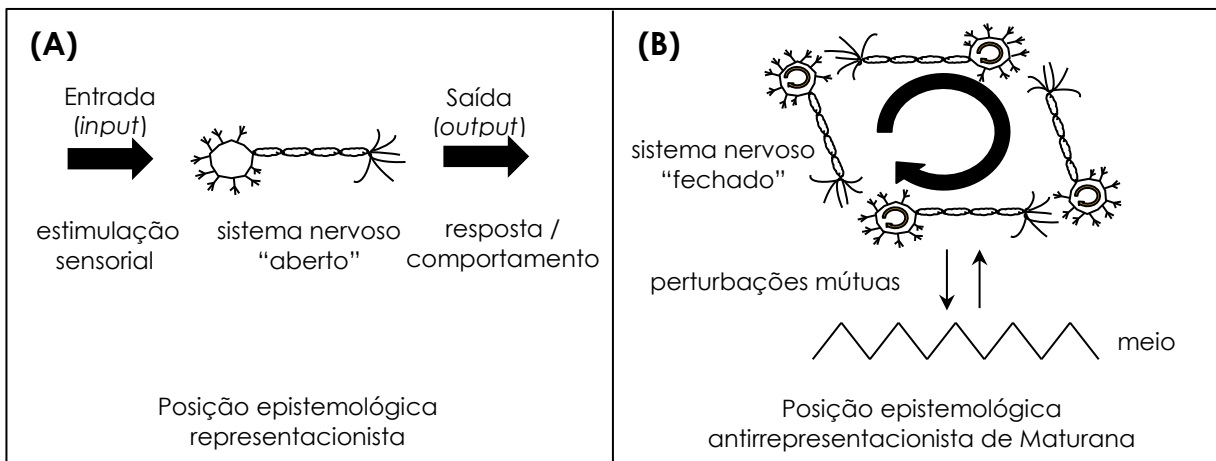 (A)
Entrada
(input)
Saída
(output)
estimulação
sensorial
sistema nervoso
“aberto”
resposta /
comportamento
Posição epistemológica
representacionista
(B)
sistema nervoso
“fechado”
perturbações mútuas
meio
Posição epistemológica
antirrepresentacionista de Maturana